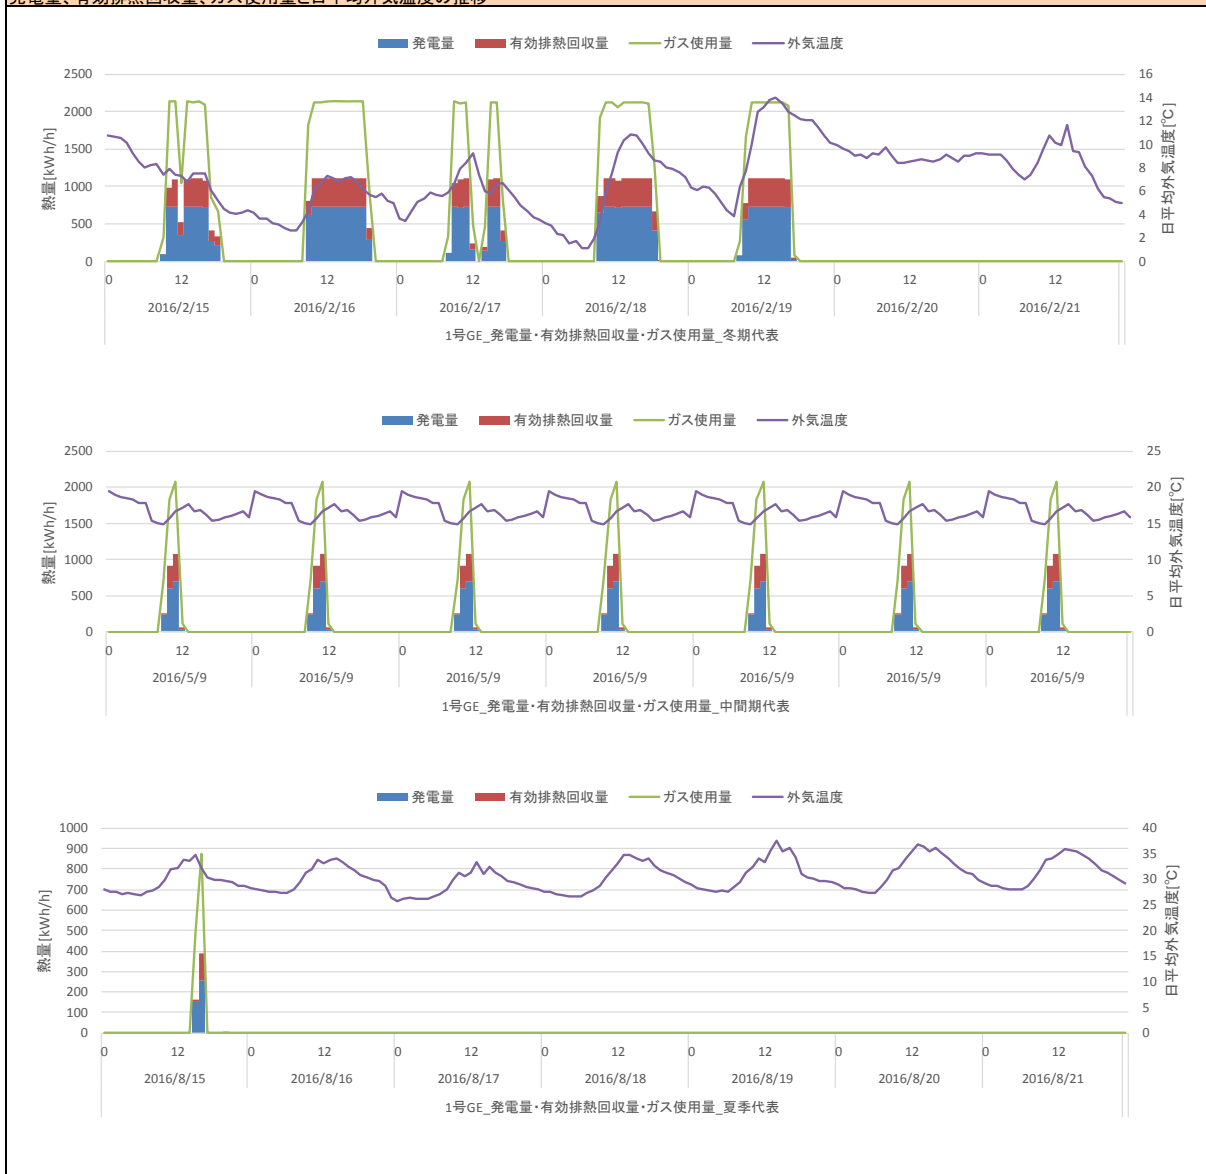 発電量、有効排熱回収量、ガス使用量と日平均外気温度の推移
発電量 有効排熱回収量 ガス使用量 外気温度
熱量[kWh/h]
2500
2000
1500
1000
500
0
16
14
12
10
8
6
4
2
0
日平均外気温度[℃]
0 12 0 12 0 12 0 12 0 12 0 12 0 12
2016/2/15 2016/2/16 2016/2/17 2016/2/18 2016/2/19 2016/2/20 2016/2/21
1号GE_発電量・有効排熱回収量・ガス使用量_冬期代表
発電量 有効排熱回収量 ガス使用量 外気温度
熱量[kWh/h]
2500
2000
1500
1000
500
0
25
20
15
10
5
0
日平均外気温度[℃]
0 12 0 12 0 12 0 12 0 12 0 12 0 12
2016/5/9 2016/5/9 2016/5/9 2016/5/9 2016/5/9 2016/5/9 2016/5/9
1号GE_発電量・有効排熱回収量・ガス使用量_中間期代表
発電量 有効排熱回収量 ガス使用量 外気温度
熱量[kWh/h]
1000
900
800
700
600
500
400
300
200
100
0
40
35
30
25
20
15
10
5
0
日平均外気温度[℃]
0 12 0 12 0 12 0 12 0 12 0 12 0 12
2016/8/15 2016/8/16 2016/8/17 2016/8/18 2016/8/19 2016/8/20 2016/8/21
1号GE_発電量・有効排熱回収量・ガス使用量_夏季代表